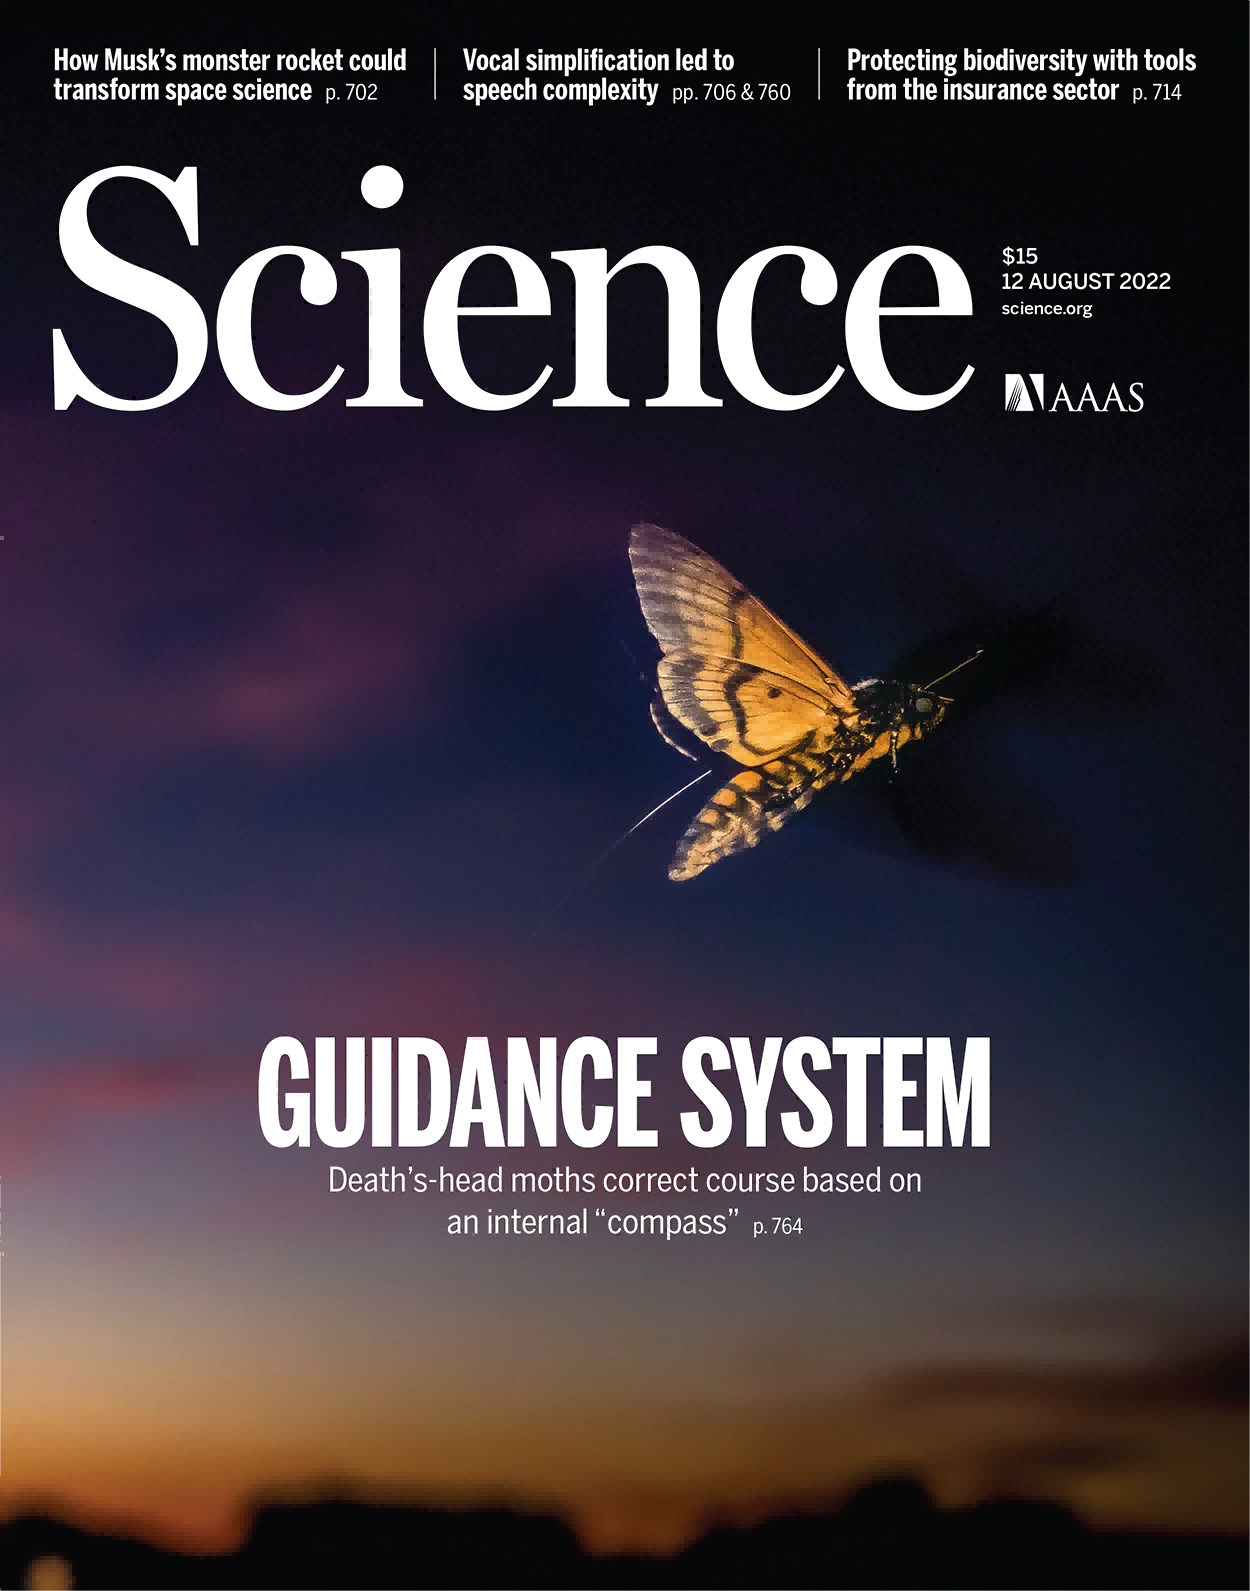 How Musk’s monster rocket could
transform space science p. 702
Vocal simplification led to
speech complexity pp. 706 & 760
Protecting biodiversity with tools
from the insurance sector p. 714
Science
$15
12 AUGUST 2022
science.org
AAAS
GUIDANCE SYSTEM
Death’s-head moths correct course based on
an internal “compass” p. 764